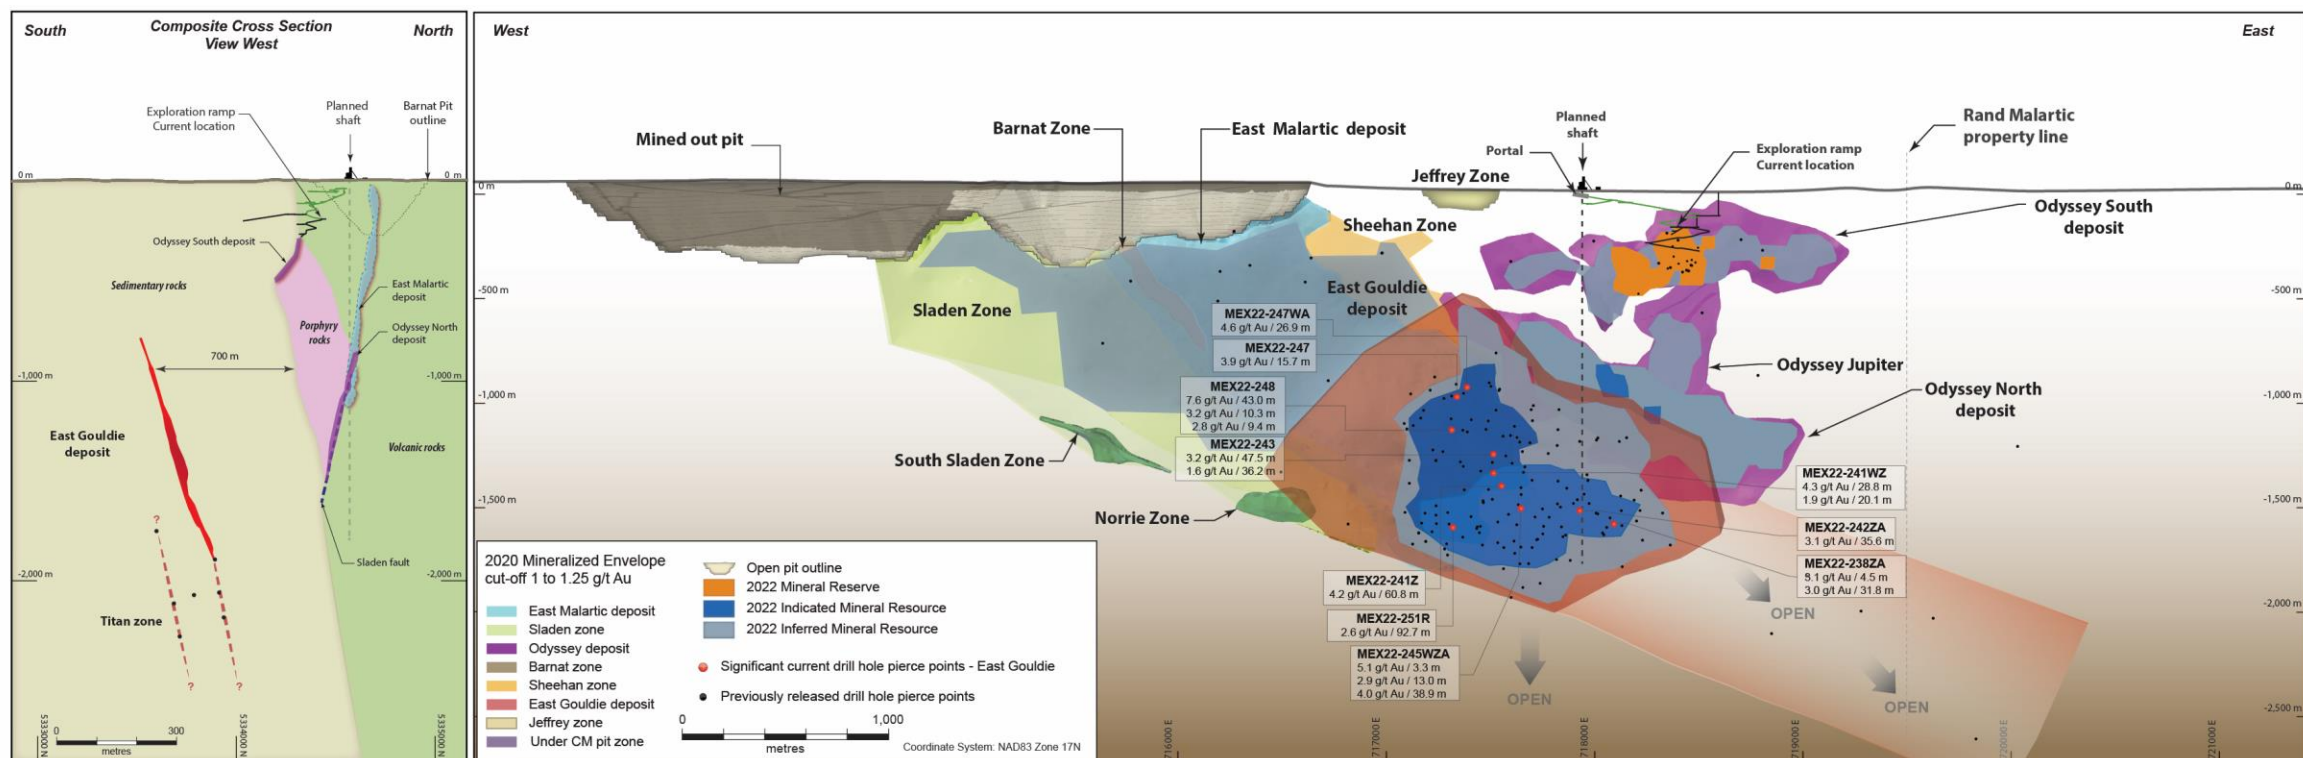 South
Composite Cross Section
View West
North
Exploration ramp
Current location
Planned
shaft
Barnat Pit
outline
0 m
0 m
Odyssey South deposit
Sedimentary rocks
East Malartic
deposit
Porphyry
rocks
Odyssey North
deposit
700 m
-1,000 m
-1,000 m
East Gouldie
deposit
Volcanic rocks
?
Sladen fault
-2,000 m
-2,000 m
Titan zone
?
?
533000 N
534000 N
535000 N
0
300
metres
West
East
Mined out pit
Barnat Zone
East Malartic deposit
Planned
shaft
Portal
Jeffrey Zone
Exploration ramp
Current location
Rand Malartic
property line
0 m
0 m
Odyssey South
deposit
Sheehan Zone
East Gouldie
deposit
-500 m
-500 m
Sladen Zone
MEX22-247WA
4.6 g/t Au / 26.9 m
MEX22-247
3.9 g/t Au / 15.7 m
Odyssey Jupiter
MEX22-248
7.6 g/t Au / 43.0 m
3.2 g/t Au / 10.3 m
2.8 g/t Au / 9.4 m
-1,000 m
-1,000 m
Odyssey North
deposit
MEX22-243
3.2 g/t Au / 47.5 m
1.6 g/t Au / 36.2 m
South Sladen Zone
MEX22-241WZ
4.3 g/t Au / 28.8 m
1.9 g/t Au / 20.1 m
-1,500 m
-1,500 m
Norrie Zone
MEX22-242ZA
3.1 g/t Au / 35.6 m
MEX22-238ZA
3.0 g/t Au / 31.8 m
MEX22-241Z
4.2 g/t Au / 60.8 m
MEX22-251R
2.6 g/t Au / 92.7 m
MEX22-245WZA
5.1 g/t Au / 3.3 m
2.9 g/t Au / 13.0 m
4.0 g/t Au / 38.9 m
OPEN
OPEN
OPEN
-2,000 m
-2,500 m
2020 Mineralized Envelope
cut-off 1 to 1.25 g/t Au
East Malartic deposit
Sladen zone
Odyssey deposit
Barnat zone
Sheehan zone
East Gouldie deposit
Jeffrey zone
Under CM pit zone
Open pit outline
2022 Mineral Reserve
2022 Indicated Mineral Resource
2022 Inferred Mineral Resource
Significant current drill hole pierce points - East Gouldie
Previously released drill hole pierce points
0
1,000
metres
Coordinate System: NAD83 Zone 17N
716000 E
717000 E
718000 E
719000 E
720000 E
721000 E